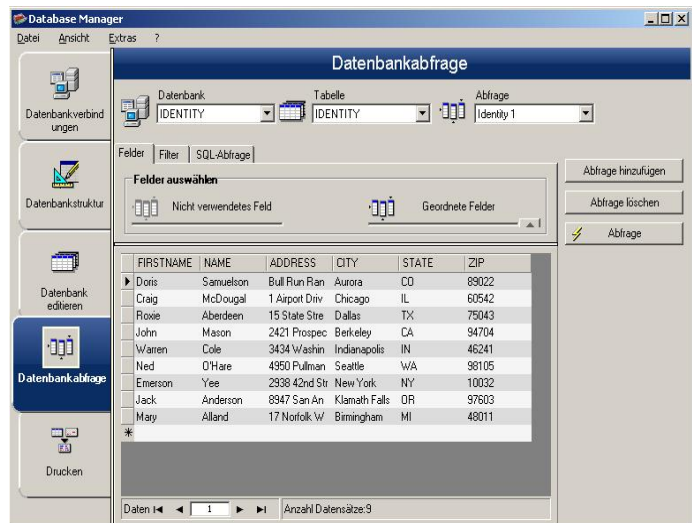 Database Manager
Datei Ansicht Extras ?
Datenbankabfrage
Datenbankverbind
ungen
Datenbankstruktur
Datenbank
editieren
Datenbankabfrage
Drucken
Datenbank Tabelle Abfrage
IDENTITY IDENTITY Identity 1
Felder Filter SQL-Abfrage
Felder auswählen
Nicht verwendetes Feld Geordnete Felder
Abfrage hinzufügen
Abfrage löschen
Abfrage
FIRSTNAME NAME ADDRESS CITY STATE ZIP
Doris Samuelson Bull Run Ran Aurora CO 89022
Craig McDougal 1 Airport Driv Chicago IL 60542
Roxie Aberdeen 15 State Stre Dallas TX 75043
John Mason 2421 Prospec Berkeley CA 94704
Warren Cole 3434 Washin Indianapolis IN 46241
Ned O'Hare 4950 Pullman Seattle WA 98105
Emerson Yee 2938 42nd Str New York NY 10032
Jack Anderson 8947 San An Klamath Falls OR 97603
Mary Alland 17 Norfolk W Birmingham MI 48011
Daten 1 Anzahl Datensätze:9